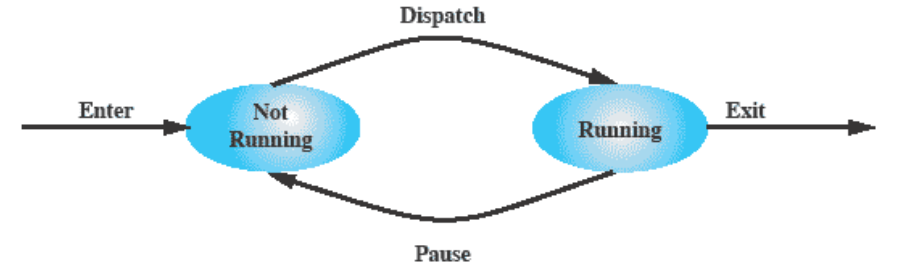 Dispatch
Enter
Not
Running
Running
Exit
Pause